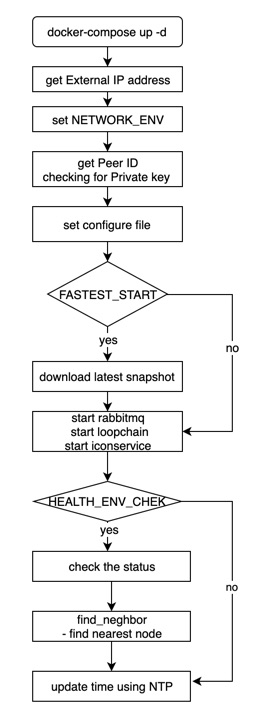 docker-compose up -d
get External IP address
set NETWORK_ENV
get Peer ID
checking for Private key
set configure file
FASTEST_START
yes
no
download latest snapshot
start rabbitmq
start loopchain
start iconservice
HEALTH_ENV_CHEK
yes
no
check the status
find_neghbor
- find nearest node
update time using NTP